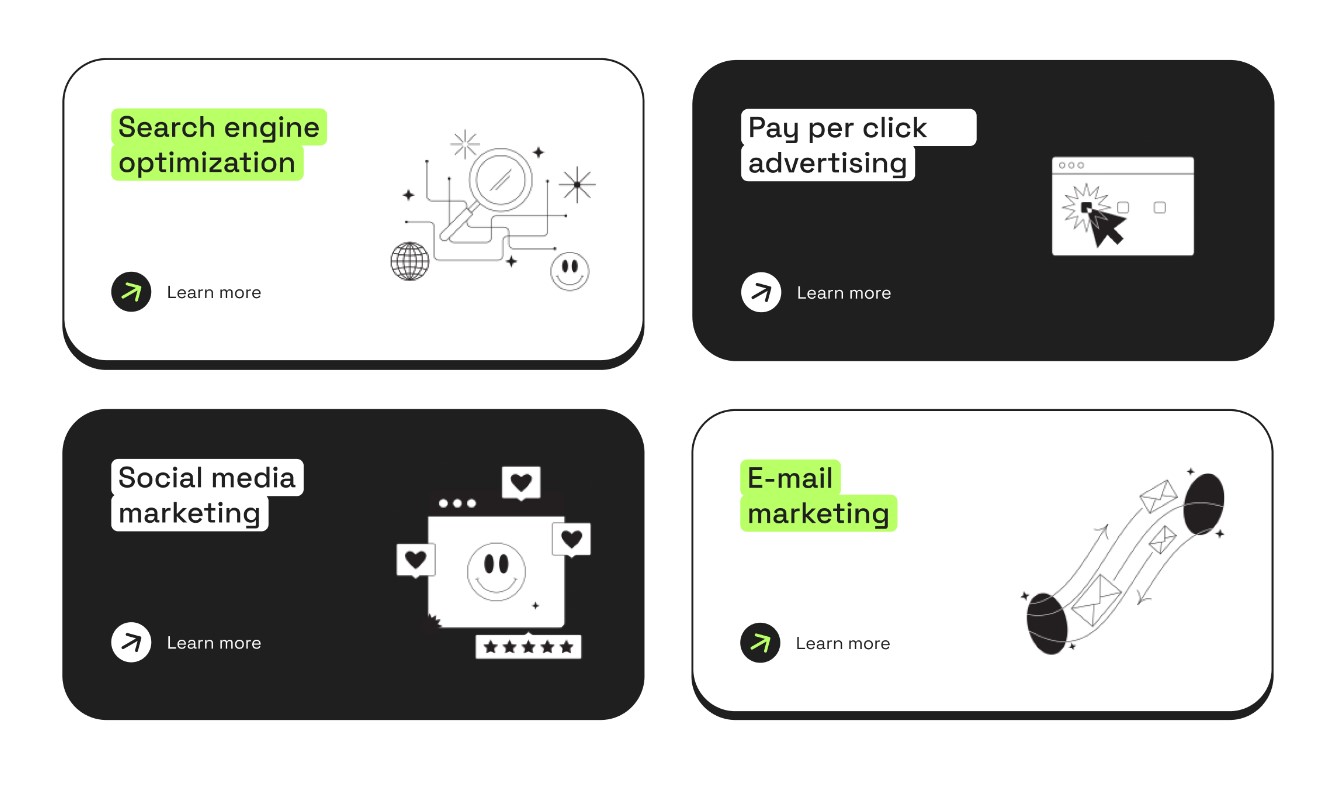 Search engine
optimization
Learn more
Pay per click
advertising
Learn more
Social media
marketing
Learn more
E-mail
marketing
Learn more